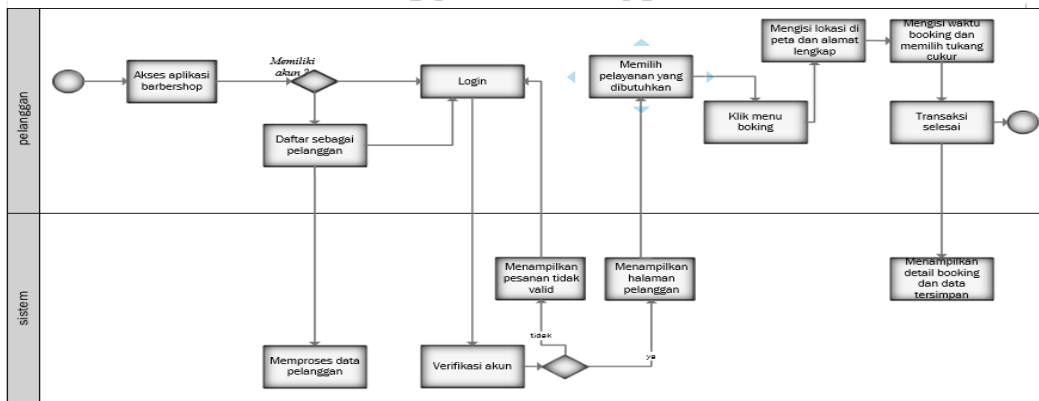 pelanggan
Akses aplikasi
barbershop
Memiliki
akun ?
Login
Daftar sebagai
pelanggan
Memilih
pelayanan yang
dibutuhkan
Klik menu
boking
Mengisi lokasi di
peta dan alamat
lengkap
Mengisi waktu
booking dan
memilih tukang
cukur
Transaksi
selesai
sistem
Memproses data
pelanggan
Verifikasi akun
tidak
ya
Menampilkan
pesanan tidak
valid
Menampilkan
halaman
pelanggan
Menampilkan
detail booking
dan data
tersimpan